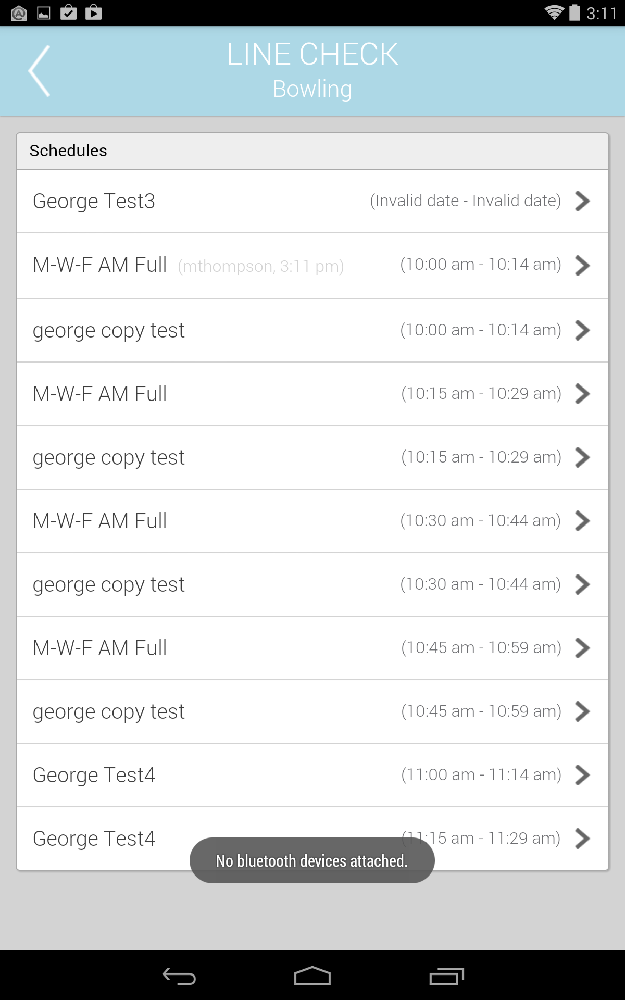 3:11
LINE CHECK
Bowling
Schedules
George Test3 (Invalid date - Invalid date)
M-W-F AM Full (mthompson, 3:11 pm) (10:00 am - 10:14 am)
george copy test (10:00 am - 10:14 am)
M-W-F AM Full (10:15 am - 10:29 am)
george copy test (10:15 am - 10:29 am)
M-W-F AM Full (10:30 am - 10:44 am)
george copy test (10:30 am - 10:44 am)
M-W-F AM Full (10:45 am - 10:59 am)
george copy test (10:45 am - 10:59 am)
George Test4 (11:00 am - 11:14 am)
George Test4 (11:15 am - 11:29 am)
No bluetooth devices attached.